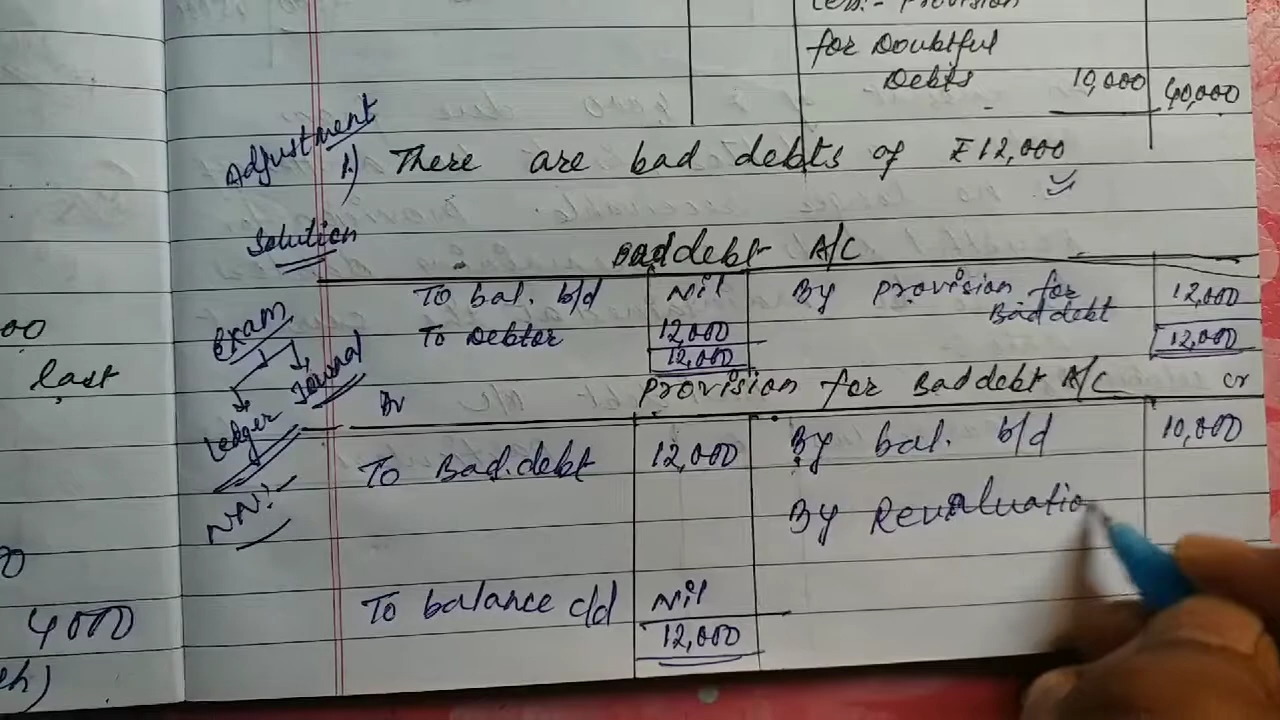 for Doubtful
Debts 10,000 40,000
Adjustment
1) There are bad debts of ₹12,000
Solution
Baddebt A/C
To bal. b/d Nil By provision for 12,000
Baddebt
To Debtor 12,000
12,000 12,000
00
last
Exam
Ledger Journal
Provision for Baddebt A/C
Dr cr
To Bad.debt 12,000 By bal. b/d 10,000
By Revaluatio
To balance c/d Nil
12,000
4000